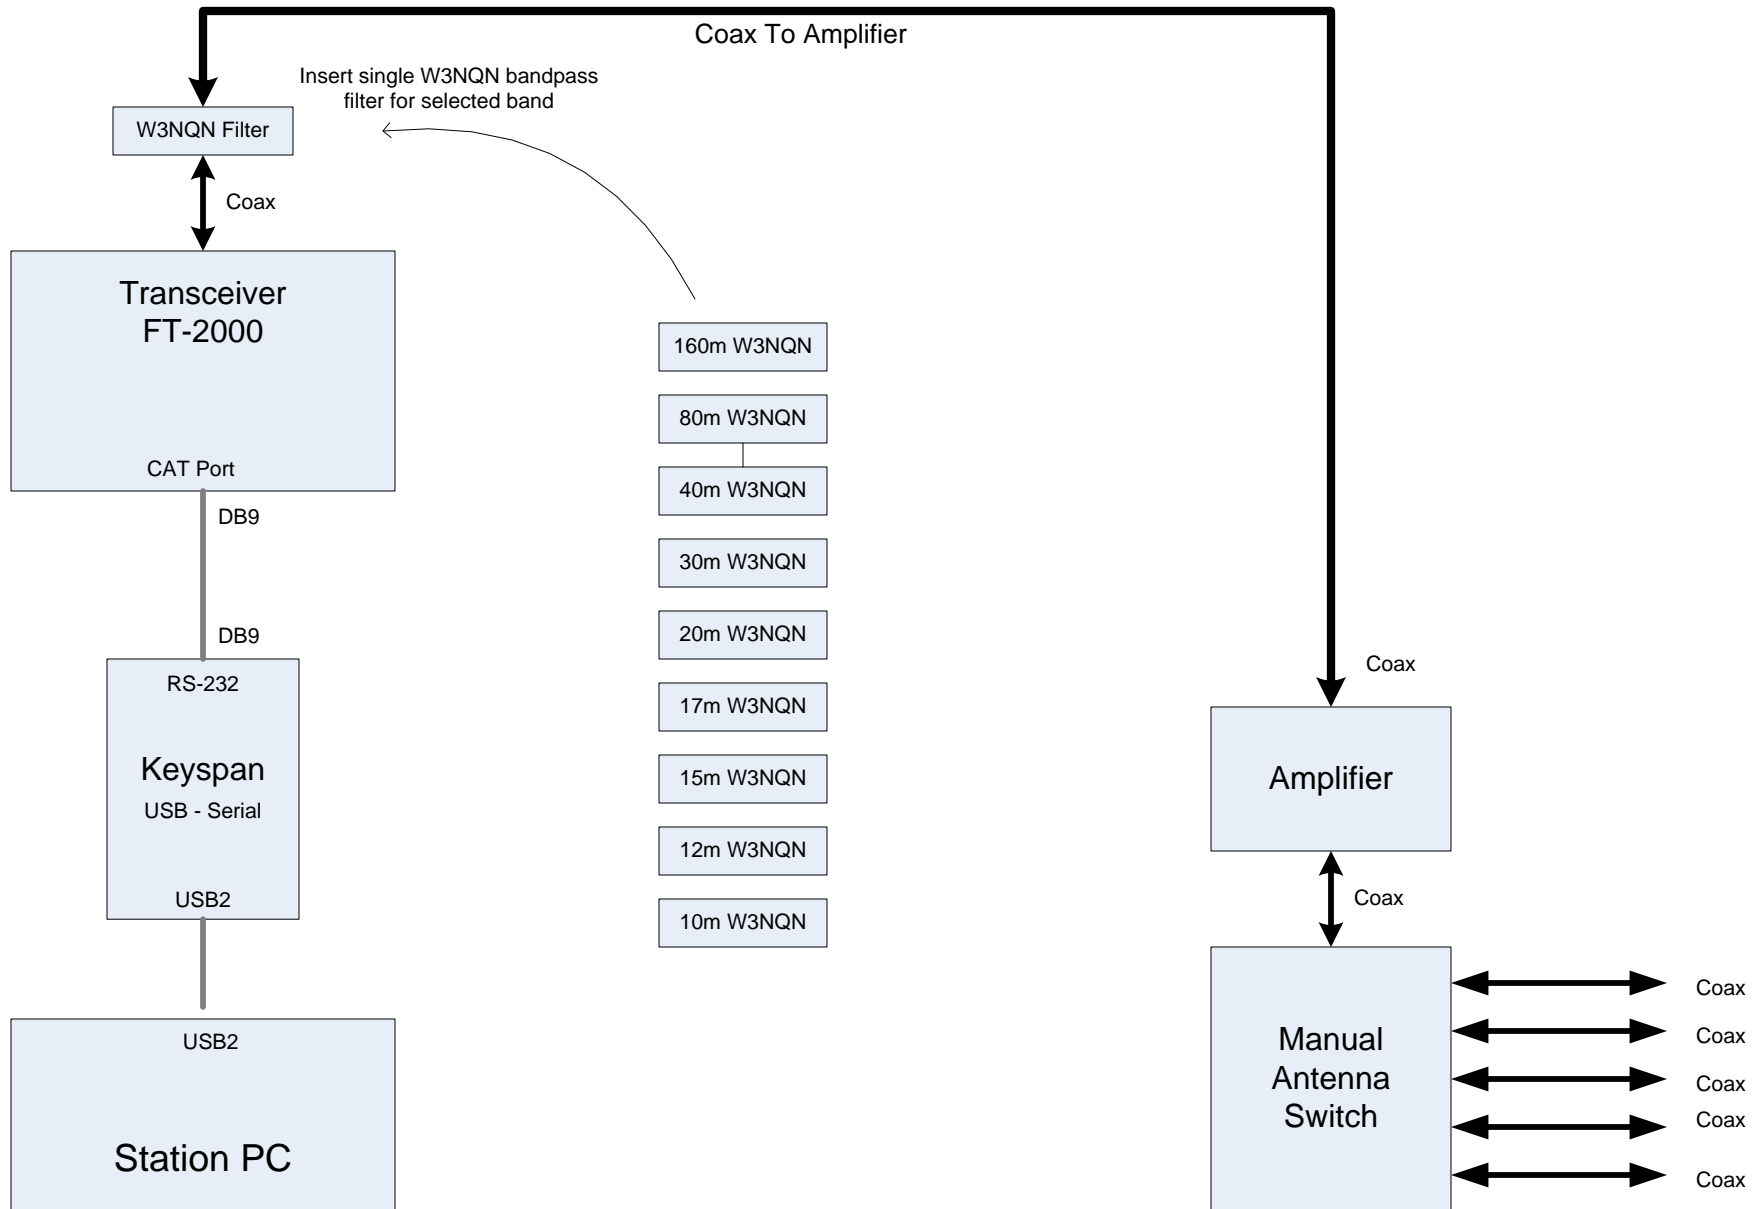 Coax To Amplifier
Insert single W3NQN bandpass
filter for selected band
W3NQN Filter
Coax
Transceiver
FT-2000
CAT Port
DB9
DB9
RS-232
Keyspan
USB - Serial
USB2
USB2
Station PC
160m W3NQN
80m W3NQN
40m W3NQN
30m W3NQN
20m W3NQN
17m W3NQN
15m W3NQN
12m W3NQN
10m W3NQN
Coax
Amplifier
Coax
Manual
Antenna
Switch
Coax
Coax
Coax
Coax
Coax